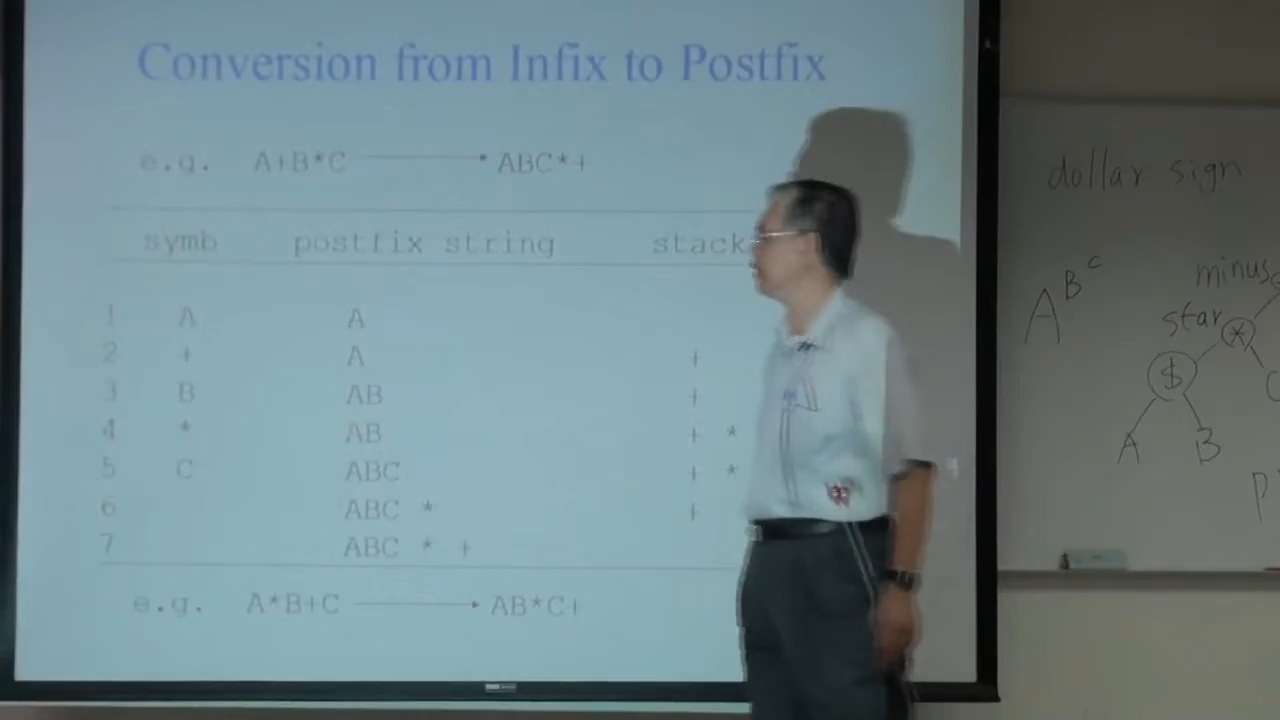 Conversion from Infix to Postfix
e.g. A+B*C → ABC*+
symb postfix string stack
1 A A
2 + A +
3 B AB +
4 * AB + *
5 C ABC + *
6 ABC * +
7 ABC * +
e.g. A*B+C → AB*C+
dollar sign
A B C
minus
star *
$
A B